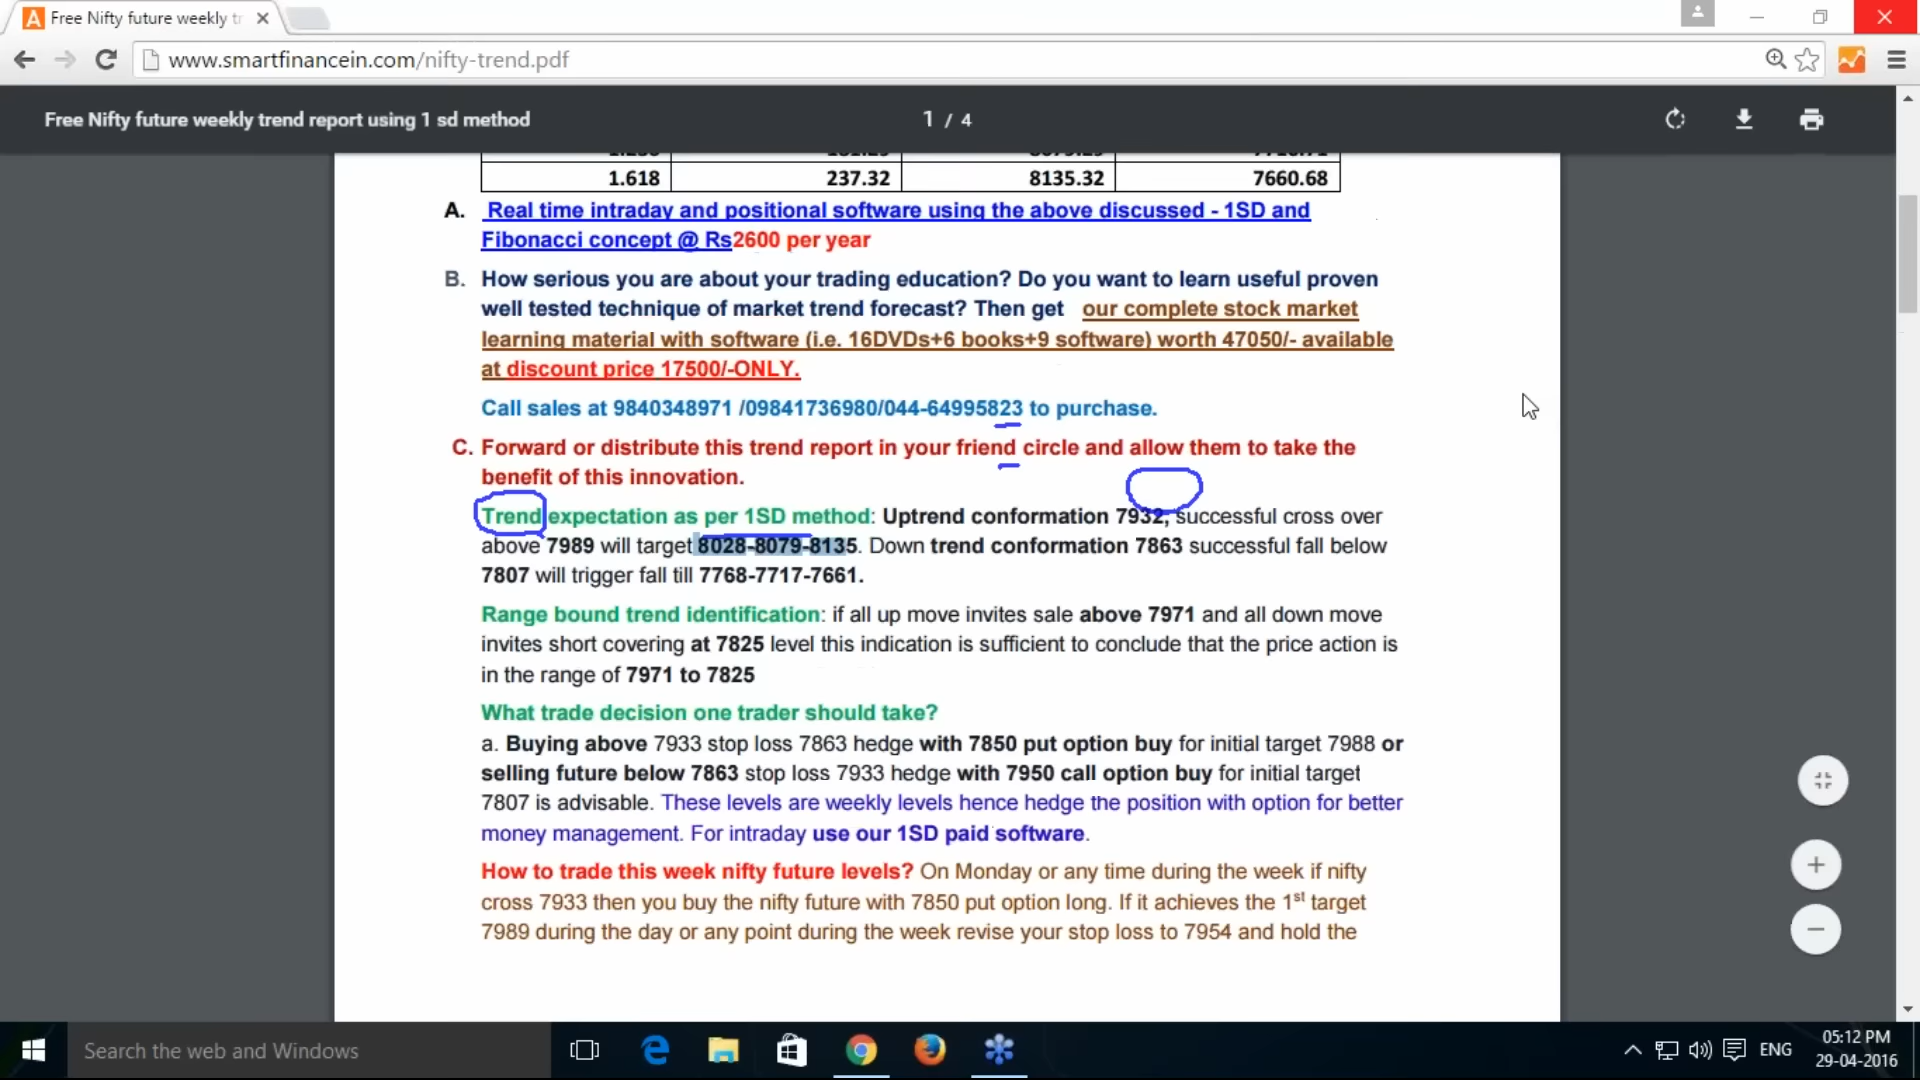 Free Nifty future weekly tr
www.smartfinancein.com/nifty-trend.pdf
Free Nifty future weekly trend report using 1 sd method
1 / 4
1.618 237.32 8135.32 7660.68
A. Real time intraday and positional software using the above discussed - 1SD and
Fibonacci concept @ Rs2600 per year
B. How serious you are about your trading education? Do you want to learn useful proven
well tested technique of market trend forecast? Then get our complete stock market
learning material with software (i.e. 16DVDs+6 books+9 software) worth 47050/- available
at discount price 17500/-ONLY.
Call sales at 9840348971 /09841736980/044-64995823 to purchase.
C. Forward or distribute this trend report in your friend circle and allow them to take the
benefit of this innovation.
Trend expectation as per 1SD method: Uptrend conformation 7932, successful cross over
above 7989 will target 8028-8079-8135. Down trend conformation 7863 successful fall below
7807 will trigger fall till 7768-7717-7661.
Range bound trend identification: if all up move invites sale above 7971 and all down move
invites short covering at 7825 level this indication is sufficient to conclude that the price action is
in the range of 7971 to 7825
What trade decision one trader should take?
a. Buying above 7933 stop loss 7863 hedge with 7850 put option buy for initial target 7988 or
selling future below 7863 stop loss 7933 hedge with 7950 call option buy for initial target
7807 is advisable. These levels are weekly levels hence hedge the position with option for better
money management. For intraday use our 1SD paid software.
How to trade this week nifty future levels? On Monday or any time during the week if nifty
cross 7933 then you buy the nifty future with 7850 put option long. If it achieves the 1st target
7989 during the day or any point during the week revise your stop loss to 7954 and hold the
Search the web and Windows
ENG
05:12 PM
29-04-2016